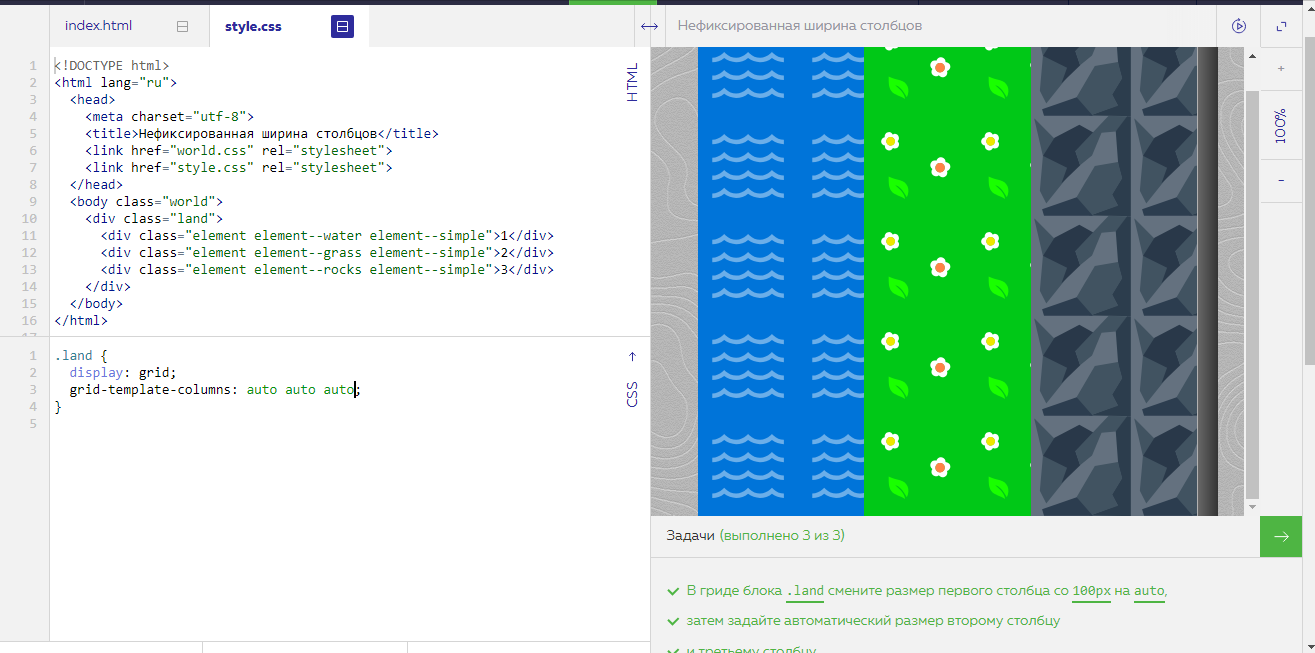 index.html
style.css
Нефиксированная ширина столбцов
1 <!DOCTYPE html>
2 <html lang="ru">
3 <head>
4 <meta charset="utf-8">
5 <title>Нефиксированная ширина столбцов</title>
6 <link href="world.css" rel="stylesheet">
7 <link href="style.css" rel="stylesheet">
8 </head>
9 <body class="world">
10 <div class="land">
11 <div class="element element--water element--simple">1</div>
12 <div class="element element--grass element--simple">2</div>
13 <div class="element element--rocks element--simple">3</div>
14 </div>
15 </body>
16 </html>
17
HTML
1 .land {
2 display: grid;
3 grid-template-columns: auto auto auto;
4 }
5
CSS
+
100%
-
Задачи (выполнено 3 из 3)
В гриде блока .land смените размер первого столбца со 100px на auto,
затем задайте автоматический размер второму столбцу
и третьему столбцу.